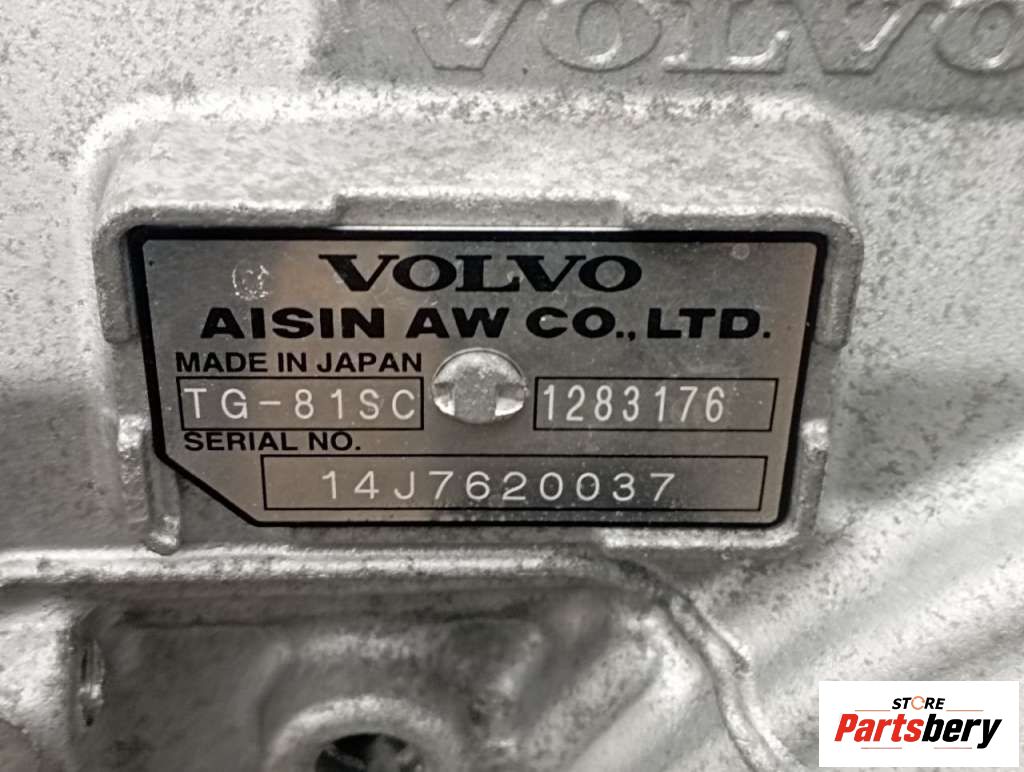 VOLVO
VOLVO
AISIN AW CO., LTD.
MADE IN JAPAN
TG-81SC 1283176
SERIAL NO.
14J7620037
STORE
Partsbery